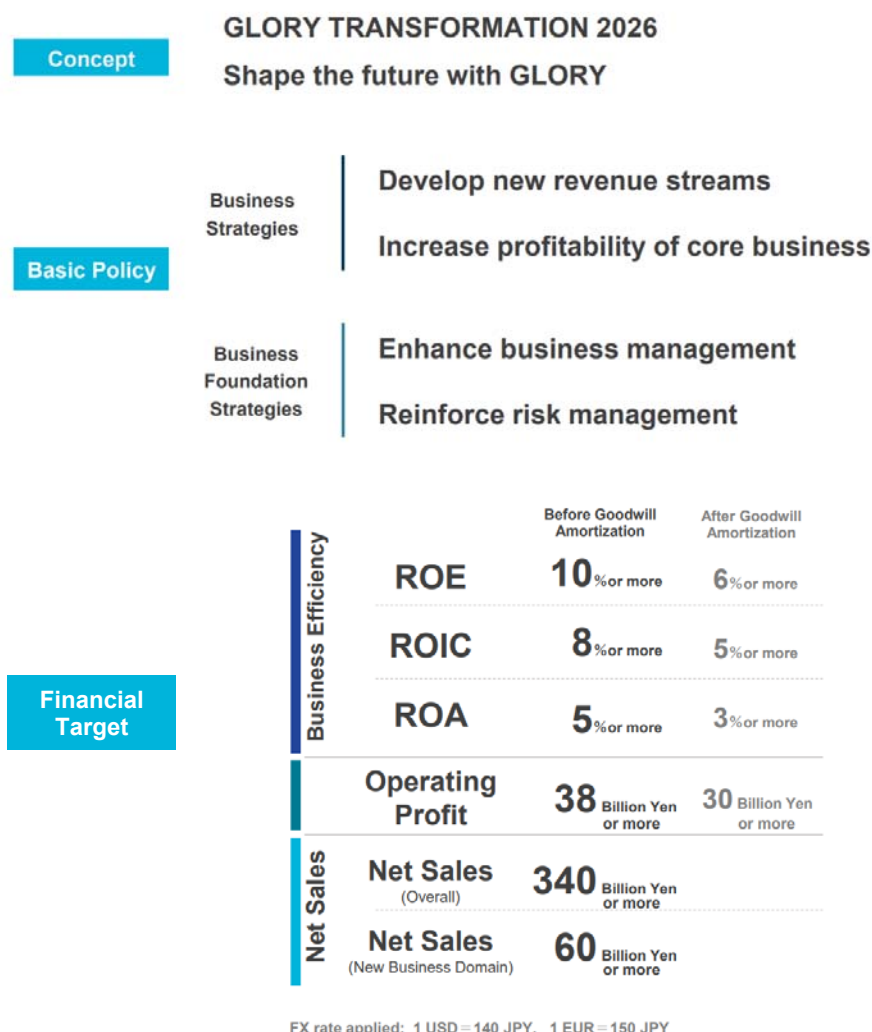 GLORY TRANSFORMATION 2026
Concept
Shape the future with GLORY
Develop new revenue streams
Business
Strategies
Increase profitability of core business
Basic Policy
Enhance business management
Business
Foundation
Strategies
Reinforce risk management
Before Goodwill
Amortization
After Goodwill
Amortization
Business Efficiency
ROE
10%or more
6%or more
ROIC
8%or more
5%or more
Financial
Target
ROA
5%or more
3%or more
Operating
Profit
38 Billion Yen
or more
30 Billion Yen
or more
Net Sales
Net Sales
(Overall)
340 Billion Yen
or more
Net Sales
(New Business Domain)
60 Billion Yen
or more
FX rate applied: 1 USD=140 JPY, 1 EUR=150 JPY